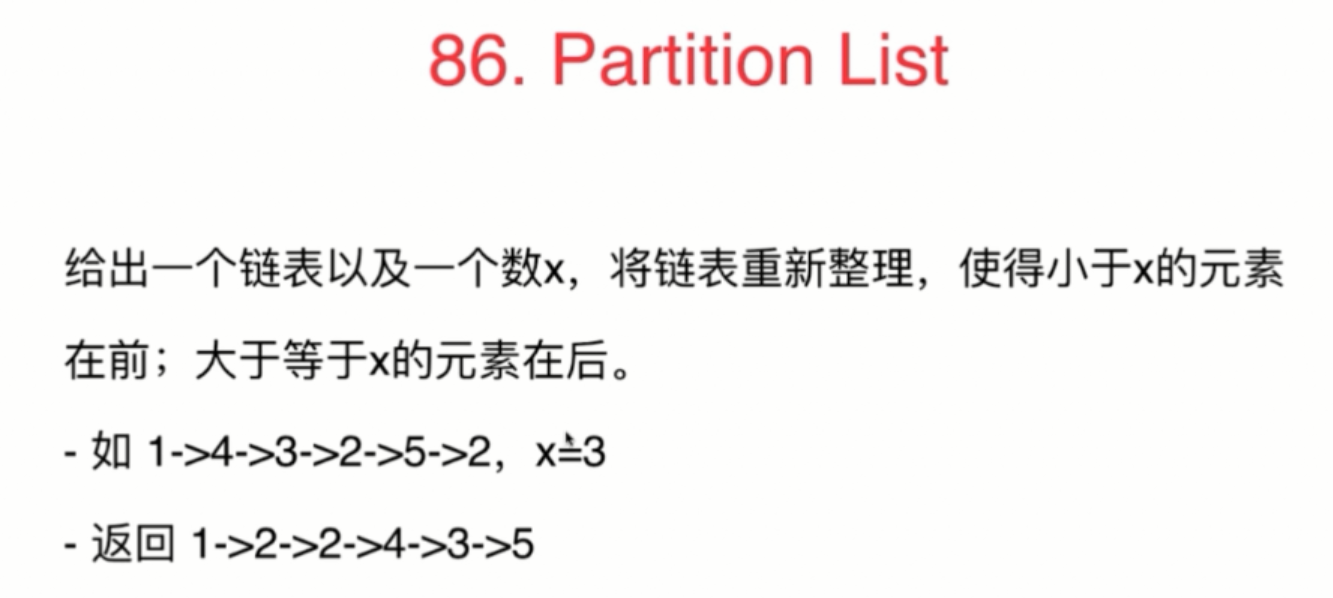 86. Partition List
给出一个链表以及一个数x，将链表重新整理，使得小于x的元素
在前；大于等于x的元素在后。
- 如 1->4->3->2->5->2，x=3
- 返回 1->2->2->4->3->5